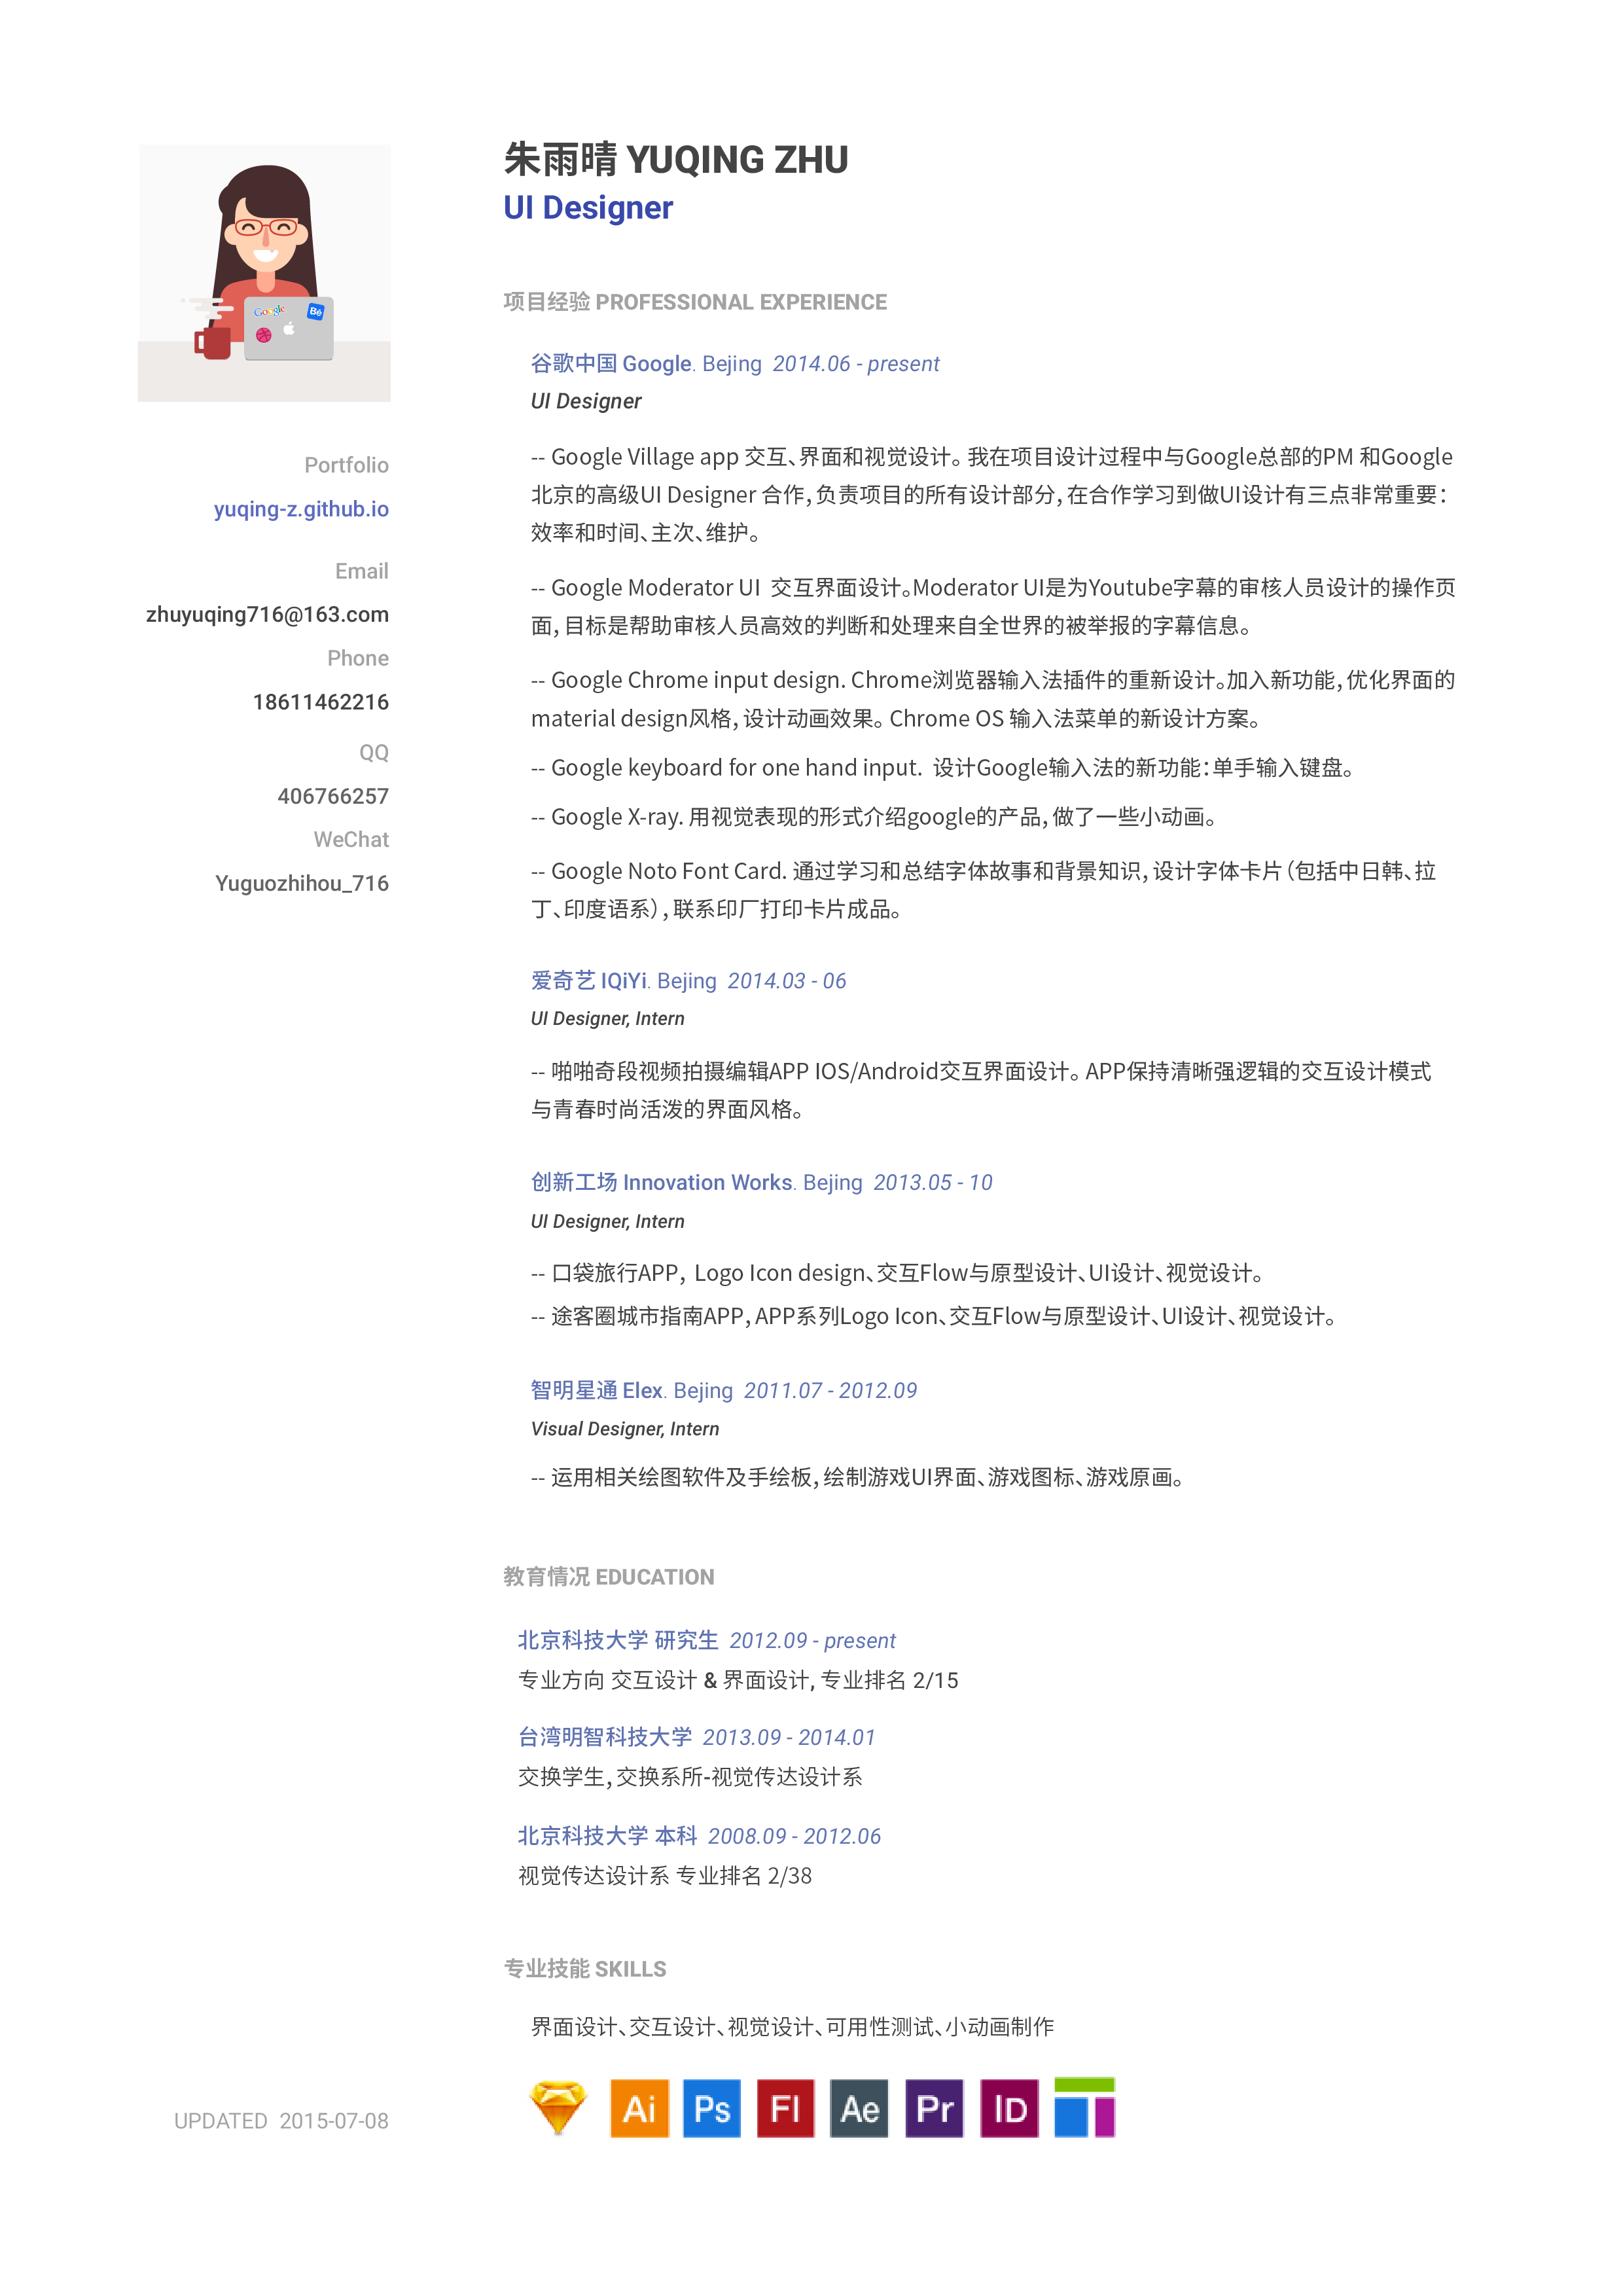 朱雨晴 YUQING ZHU
UI Designer
Google
Bē
Portfolio
yuqing-z.github.io
Email
zhuyuqing716@163.com
Phone
18611462216
QQ
406766257
WeChat
Yuguozhihou_716
项目经验 PROFESSIONAL EXPERIENCE
谷歌中国 Google. Bejing 2014.06 - present
UI Designer
-- Google Village app 交互、界面和视觉设计。我在项目设计过程中与Google总部的PM 和Google
北京的高级UI Designer 合作，负责项目的所有设计部分，在合作学习到做UI设计有三点非常重要：
效率和时间、主次、维护。
-- Google Moderator UI 交互界面设计。Moderator UI是为Youtube字幕的审核人员设计的操作页
面，目标是帮助审核人员高效的判断和处理来自全世界的被举报的字幕信息。
-- Google Chrome input design. Chrome浏览器输入法插件的重新设计。加入新功能，优化界面的
material design风格，设计动画效果。Chrome OS 输入法菜单的新设计方案。
-- Google keyboard for one hand input. 设计Google输入法的新功能：单手输入键盘。
-- Google X-ray. 用视觉表现的形式介绍google的产品，做了一些小动画。
-- Google Noto Font Card. 通过学习和总结字体故事和背景知识，设计字体卡片（包括中日韩、拉
丁、印度语系），联系印厂打印卡片成品。
爱奇艺 IQiYi. Bejing 2014.03 - 06
UI Designer, Intern
-- 啪啪奇段视频拍摄编辑APP IOS/Android交互界面设计。APP保持清晰强逻辑的交互设计模式
与青春时尚活泼的界面风格。
创新工场 Innovation Works. Bejing 2013.05 - 10
UI Designer, Intern
-- 口袋旅行APP, Logo Icon design、交互Flow与原型设计、UI设计、视觉设计。
-- 途客圈城市指南APP，APP系列Logo Icon、交互Flow与原型设计、UI设计、视觉设计。
智明星通 Elex. Bejing 2011.07 - 2012.09
Visual Designer, Intern
-- 运用相关绘图软件及手绘板，绘制游戏UI界面、游戏图标、游戏原画。
教育情况 EDUCATION
北京科技大学 研究生 2012.09 - present
专业方向 交互设计 & 界面设计, 专业排名 2/15
台湾明智科技大学 2013.09 - 2014.01
交换学生，交换系所-视觉传达设计系
北京科技大学 本科 2008.09 - 2012.06
视觉传达设计系 专业排名 2/38
专业技能 SKILLS
界面设计、交互设计、视觉设计、可用性测试、小动画制作
Ai Ps Fl Ae Pr ID
UPDATED 2015-07-08